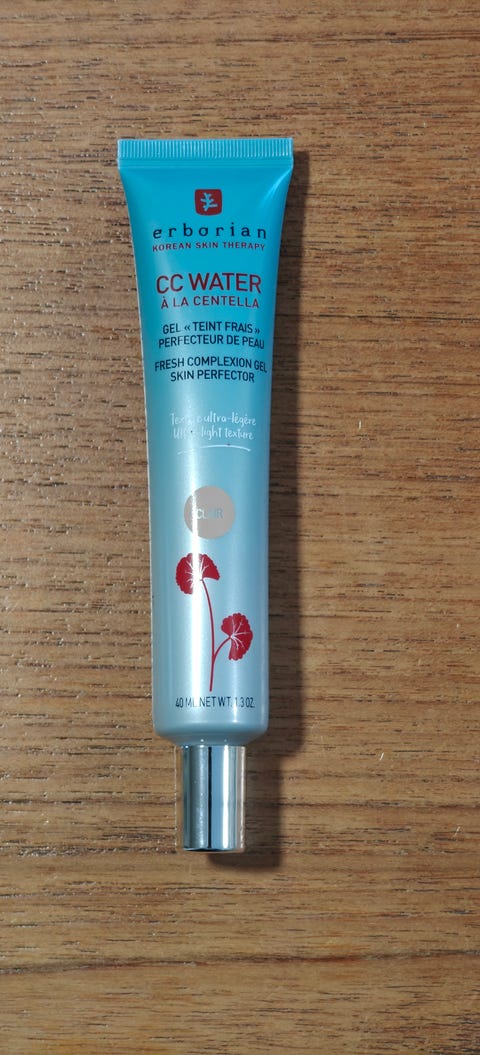 erborian
KOREAN SKIN THERAPY
CC WATER
À LA CENTELLA
GEL « TEINT FRAIS »
PERFECTEUR DE PEAU
FRESH COMPLEXION GEL
SKIN PERFECTOR
ultra-légère
light texture
40 ML NET WT. 1.3 OZ.